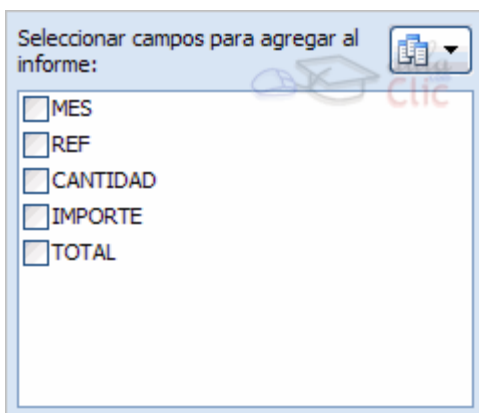 Seleccionar campos para agregar al
informe:
Clic
MES
REF
CANTIDAD
IMPORTE
TOTAL